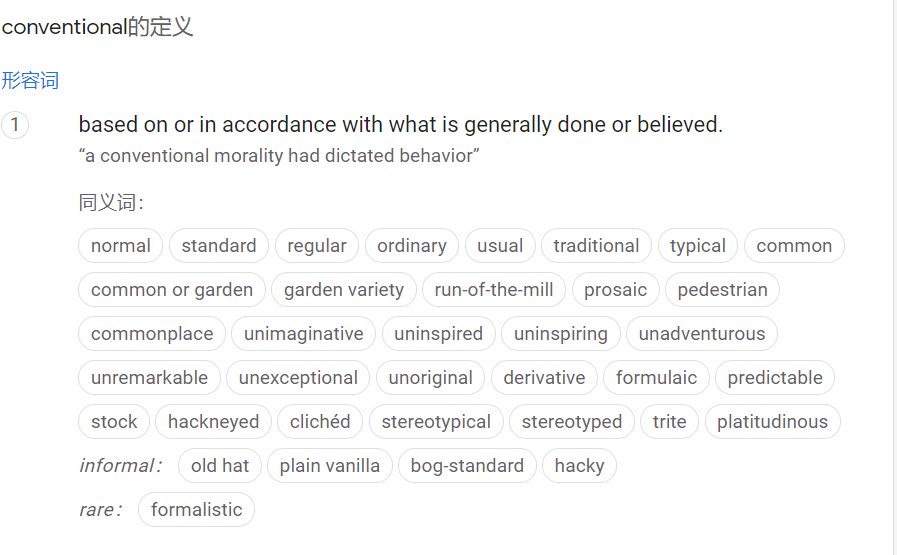 conventional的定义
形容词
1 based on or in accordance with what is generally done or believed.
“a conventional morality had dictated behavior”
同义词：
normal standard regular ordinary usual traditional typical common
common or garden garden variety run-of-the-mill prosaic pedestrian
commonplace unimaginative uninspired uninspiring unadventurous
unremarkable unexceptional unoriginal derivative formulaic predictable
stock hackneyed clichéd stereotypical stereotyped trite platitudinous
informal： old hat plain vanilla bog-standard hacky
rare： formalistic